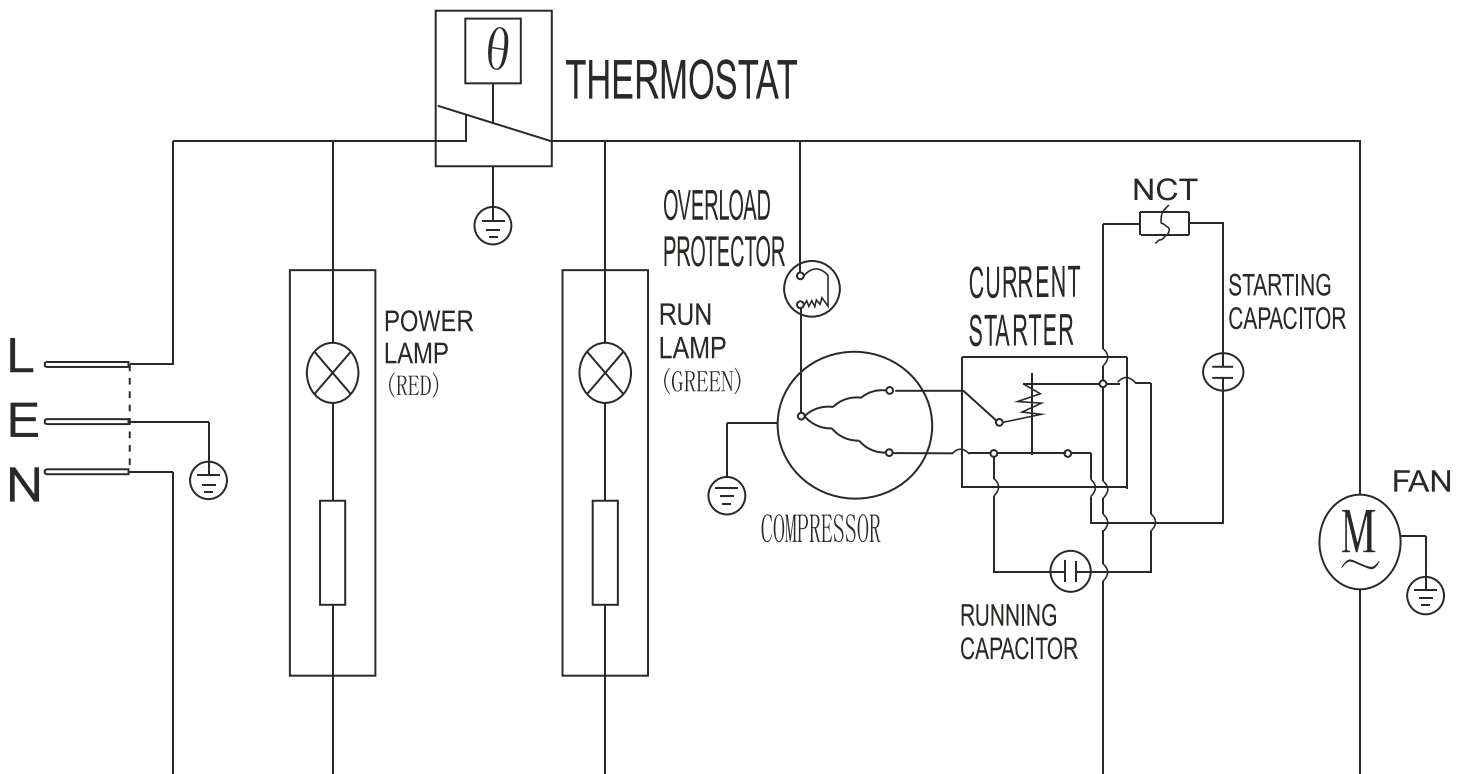 θ
THERMOSTAT
NCT
OVERLOAD
PROTECTOR
CURRENT
STARTER
STARTING
CAPACITOR
POWER
LAMP
(RED)
RUN
LAMP
(GREEN)
L
E
N
FAN
M
~
COMPRESSOR
RUNNING
CAPACITOR